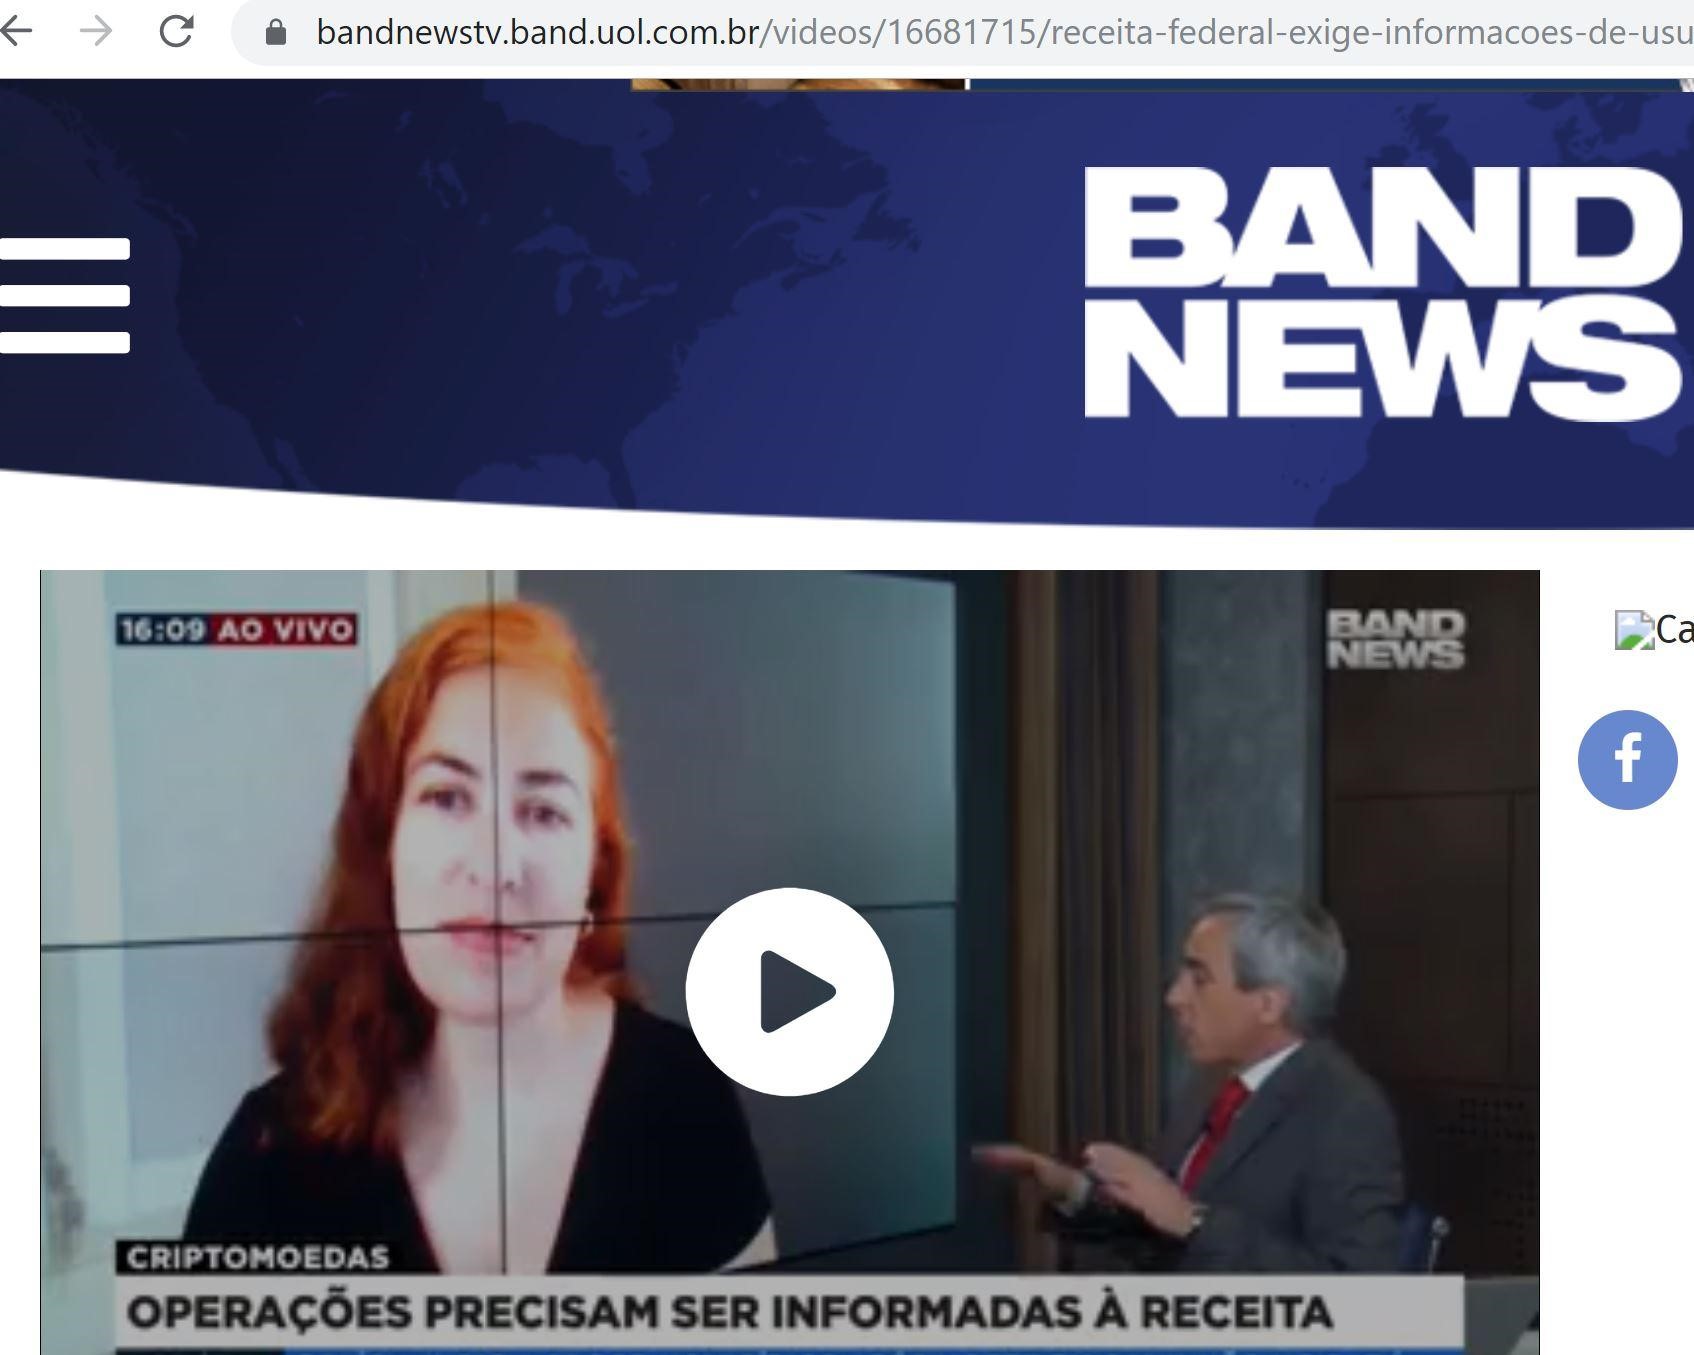 bandnewstv.band.uol.com.br/videos/16681715/receita-federal-exige-informacoes-de-usu
BAND
NEWS
16:09 AO VIVO
BAND
NEWS
Ca
f
CRIPTOMOEDAS
OPERAÇÕES PRECISAM SER INFORMADAS À RECEITA